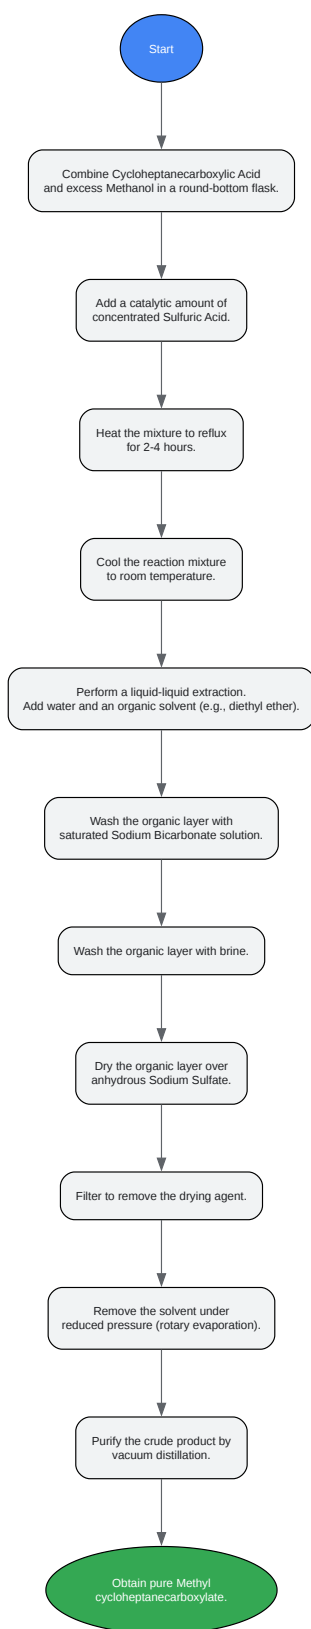 Start
Combine Cycloheptanecarboxylic Acid
and excess Methanol in a round-bottom flask.
Add a catalytic amount of
concentrated Sulfuric Acid.
Heat the mixture to reflux
for 2-4 hours.
Cool the reaction mixture
to room temperature.
Perform a liquid-liquid extraction.
Add water and an organic solvent (e.g., diethyl ether).
Wash the organic layer with
saturated Sodium Bicarbonate solution.
Wash the organic layer with brine.
Dry the organic layer over
anhydrous Sodium Sulfate.
Filter to remove the drying agent.
Remove the solvent under
reduced pressure (rotary evaporation).
Purify the crude product by
vacuum distillation.
Obtain pure Methyl
cycloheptanecarboxylate.